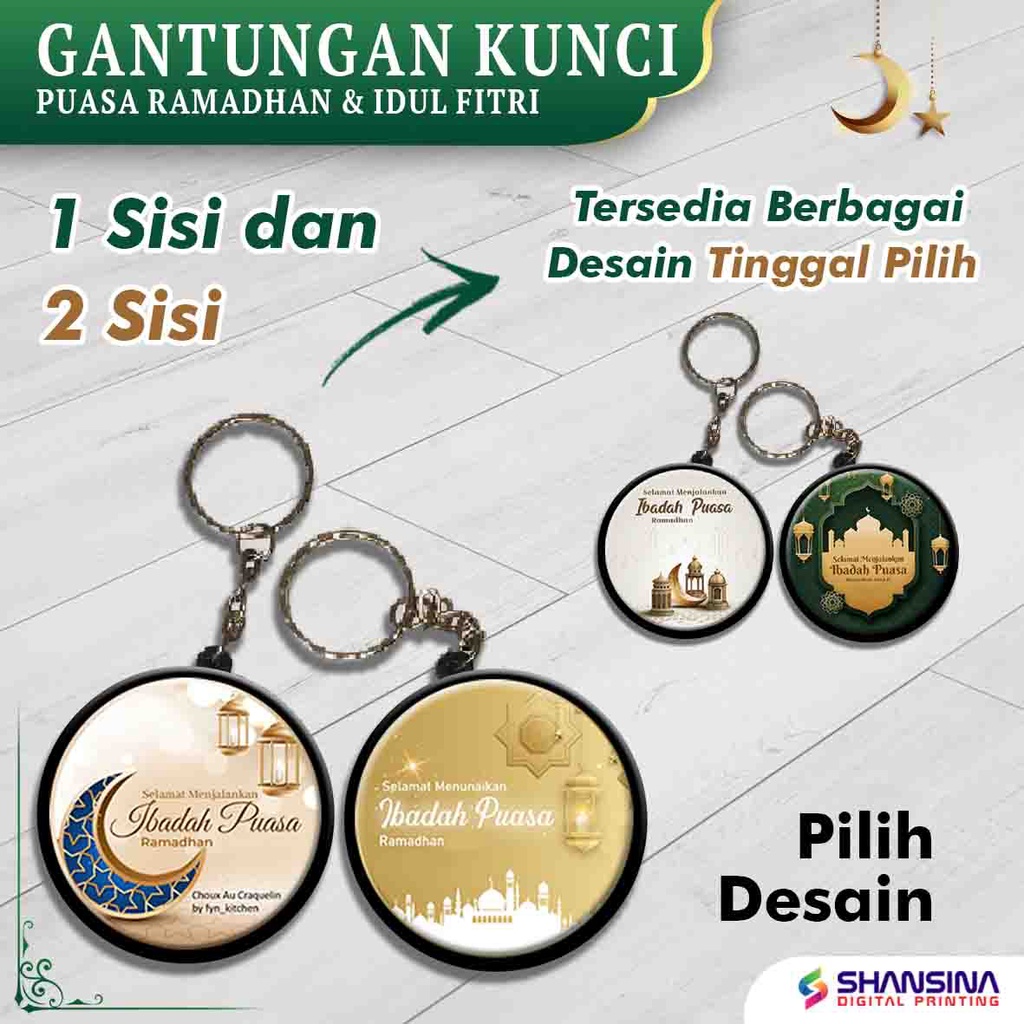 GANTUNGAN KUNCI
PUASA RAMADHAN & IDUL FITRI
1 Sisi dan
2 Sisi
Tersedia Berbagai
Desain Tinggal Pilih
Selamat Menjalankan
Ibadah Puasa
Ramadhan
Selamat Menjalankan
Ibadah Puasa
Selamat Menjalankan
Ibadah Puasa
Ramadhan
Choux Au Craquelin
by fyn_kitchen
Selamat Menunaikan
Ibadah Puasa
Ramadhan
Pilih
Desain
SHANSINA
DIGITAL PRINTING